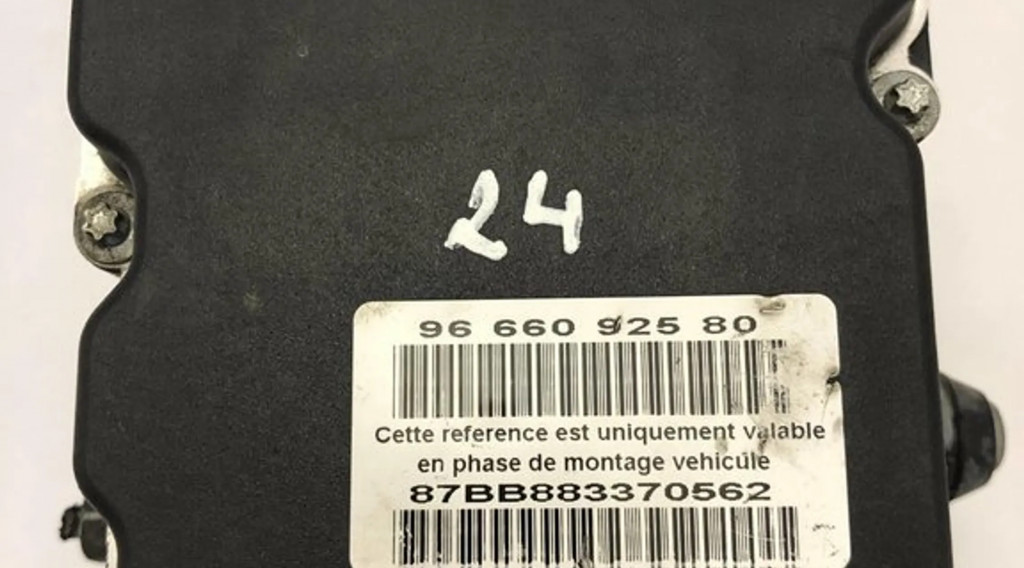 24
96 660 925 80
Cette reference est uniquement valable
en phase de montage vehicule
87BB883370562